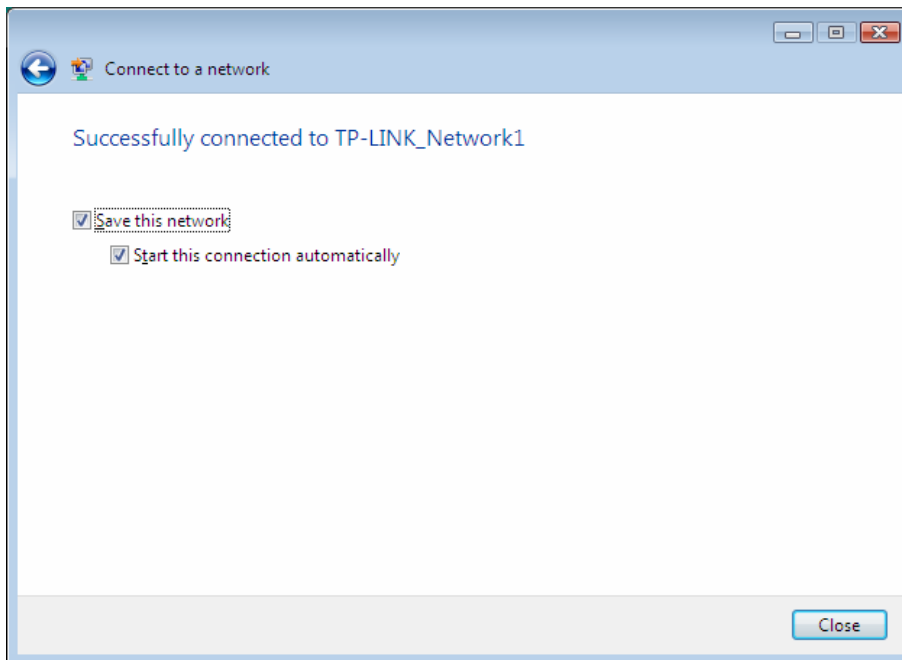 Connect to a network
Successfully connected to TP-LINK_Network1
Save this network
Start this connection automatically
Close